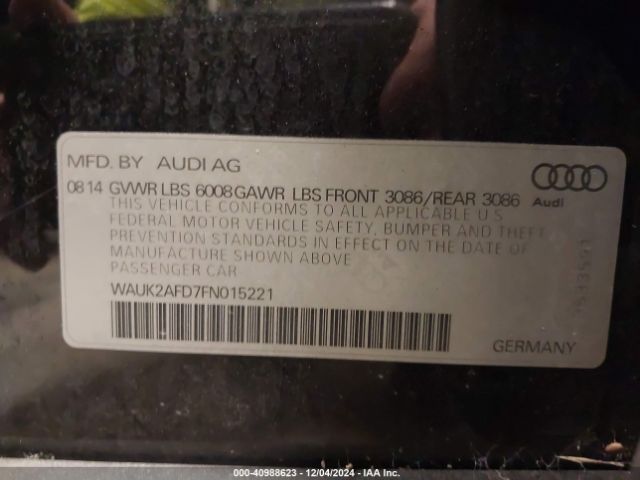 MFD. BY AUDI AG
0814 GVWR LBS 6008 GAWR LBS FRONT 3086/REAR 3086
Audi
THIS VEHICLE CONFORMS TO ALL APPLICABLE U S
FEDERAL MOTOR VEHICLE SAFETY, BUMPER AND THEFT
PREVENTION STANDARDS IN EFFECT ON THE DATE OF
MANUFACTURE SHOWN ABOVE
PASSENGER CAR
WAUK2AFD7FN015221
GERMANY
000-40988623 - 12/04/2024 - IAA Inc.